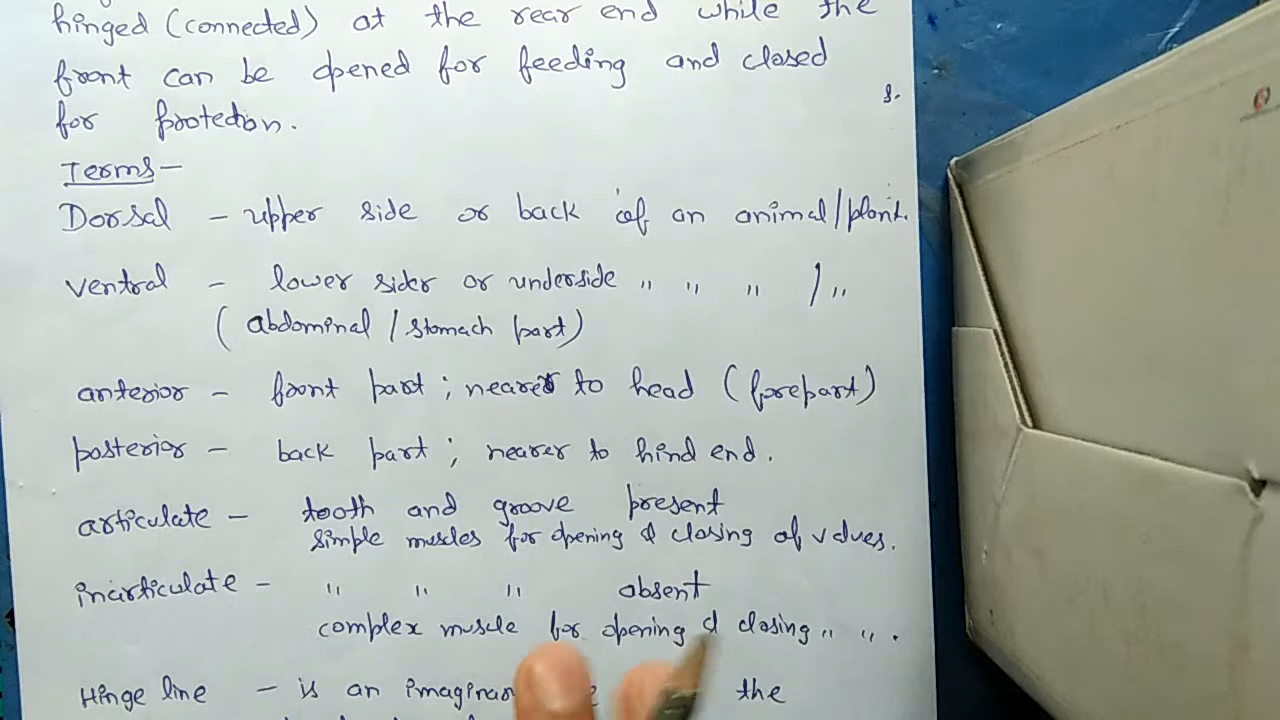 hinged (connected) at the rear end while the
front can be opened for feeding and closed
for protection.
Terms –
Dorsal – upper side or back of an animal/plant.
ventral – lower sider or underside " " " / "
(abdominal / stomach part)
anterior – front part ; nearer to head (forepart)
posterior – back part ; nearer to hind end.
articulate – tooth and groove present
simple muscles for opening & closing of valves.
inarticulate – " " " absent
complex muscle for opening & closing " " .
Hinge line – is an the